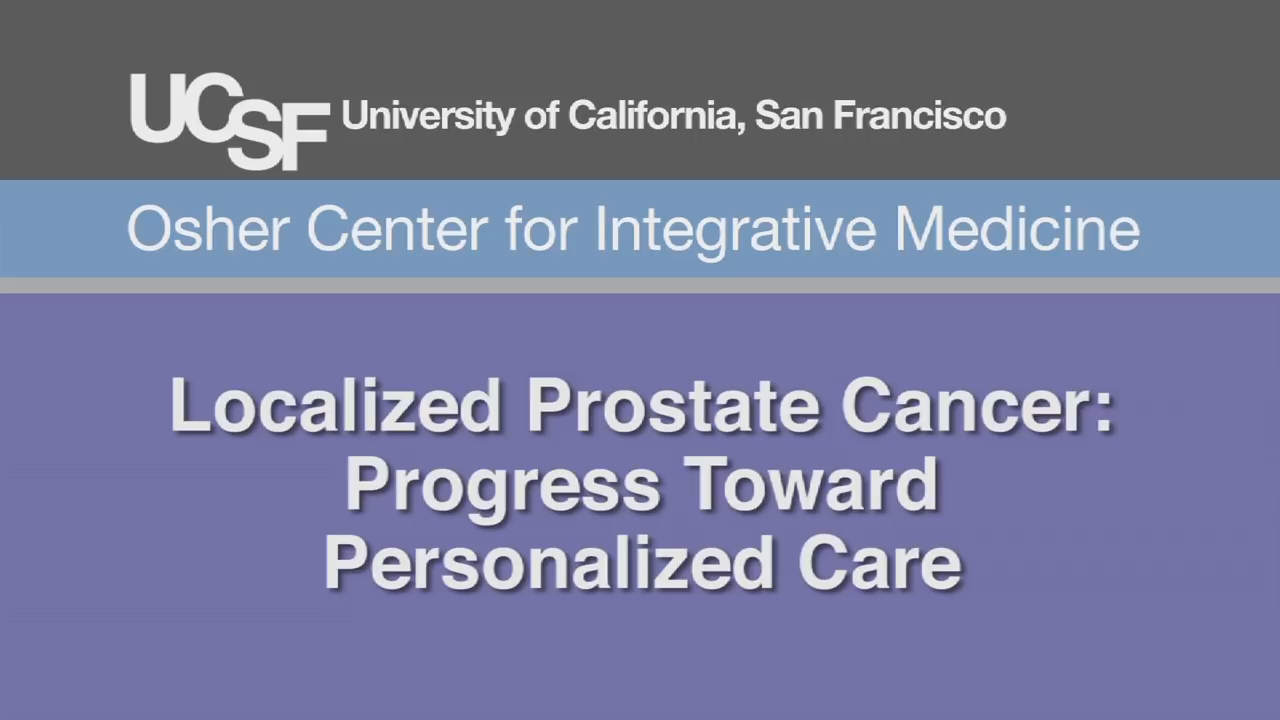 UCSF University of California, San Francisco
Osher Center for Integrative Medicine
Localized Prostate Cancer:
Progress Toward
Personalized Care